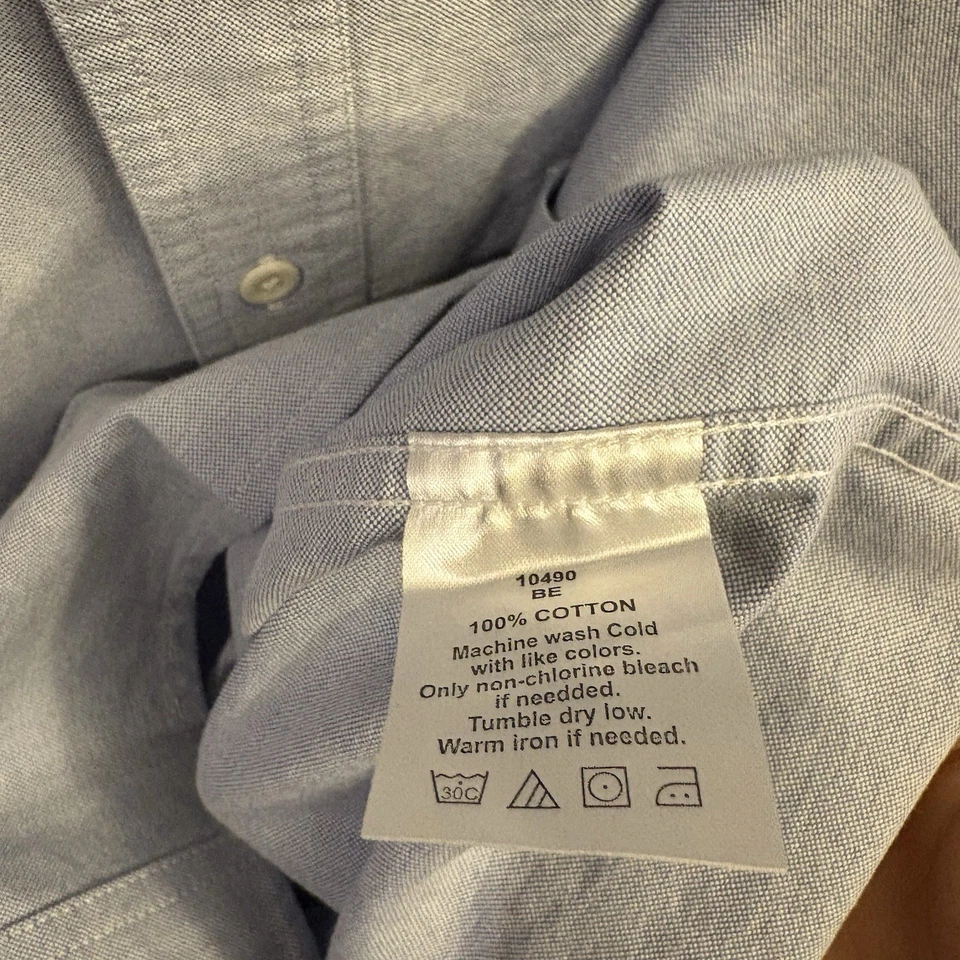 10490
BE
100% COTTON
Machine wash Cold
with like colors.
Only non-chlorine bleach
if needded.
Tumble dry low.
Warm iron if needed.
30C